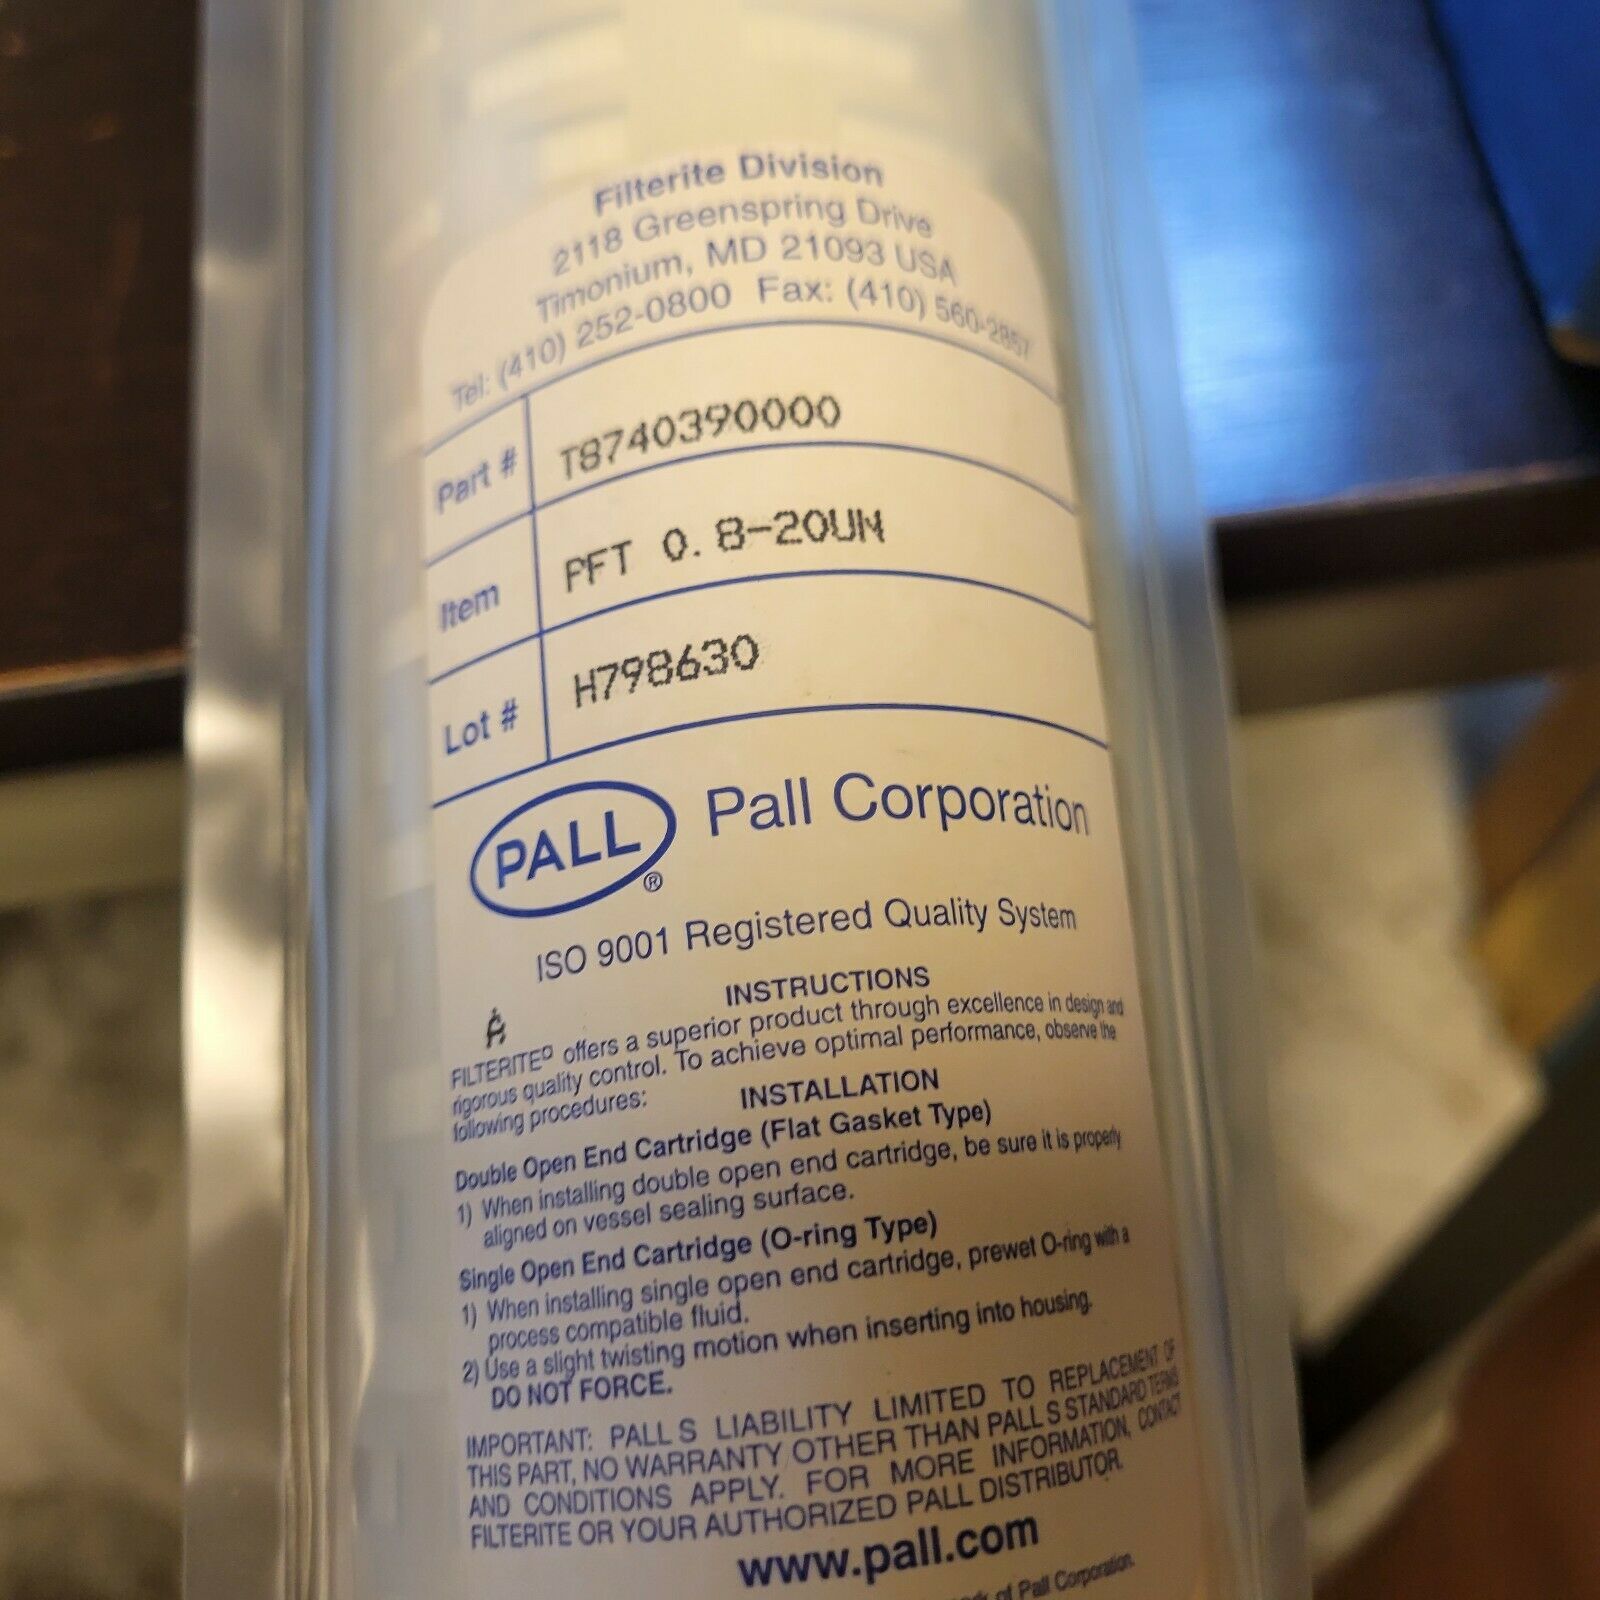 Filterite Division
2118 Greenspring Drive
Timonium, MD 21093 USA
Tel: (410) 252-0800 Fax: (410) 560-2857
Part # T8740390000
Item PFT 0.8-20UN
Lot # H798630
PALL® Pall Corporation
ISO 9001 Registered Quality System
INSTRUCTIONS
FILTERITE offers a superior product through excellence in design and
rigorous quality control. To achieve optimal performance, observe the
following procedures:
INSTALLATION
Double Open End Cartridge (Flat Gasket Type)
1) When installing double open end cartridge, be sure it is properly
aligned on vessel sealing surface.
Single Open End Cartridge (O-ring Type)
1) When installing single open end cartridge, prewet O-ring with a
process compatible fluid.
2) Use a slight twisting motion when inserting into housing.
DO NOT FORCE.
IMPORTANT: PALL S LIABILITY LIMITED TO REPLACEMENT OF
THIS PART, NO WARRANTY OTHER THAN PALL S STANDARD TERMS
AND CONDITIONS APPLY. FOR MORE INFORMATION, CONTACT
FILTERITE OR YOUR AUTHORIZED PALL DISTRIBUTOR.
www.pall.com
of Pall Corporation.